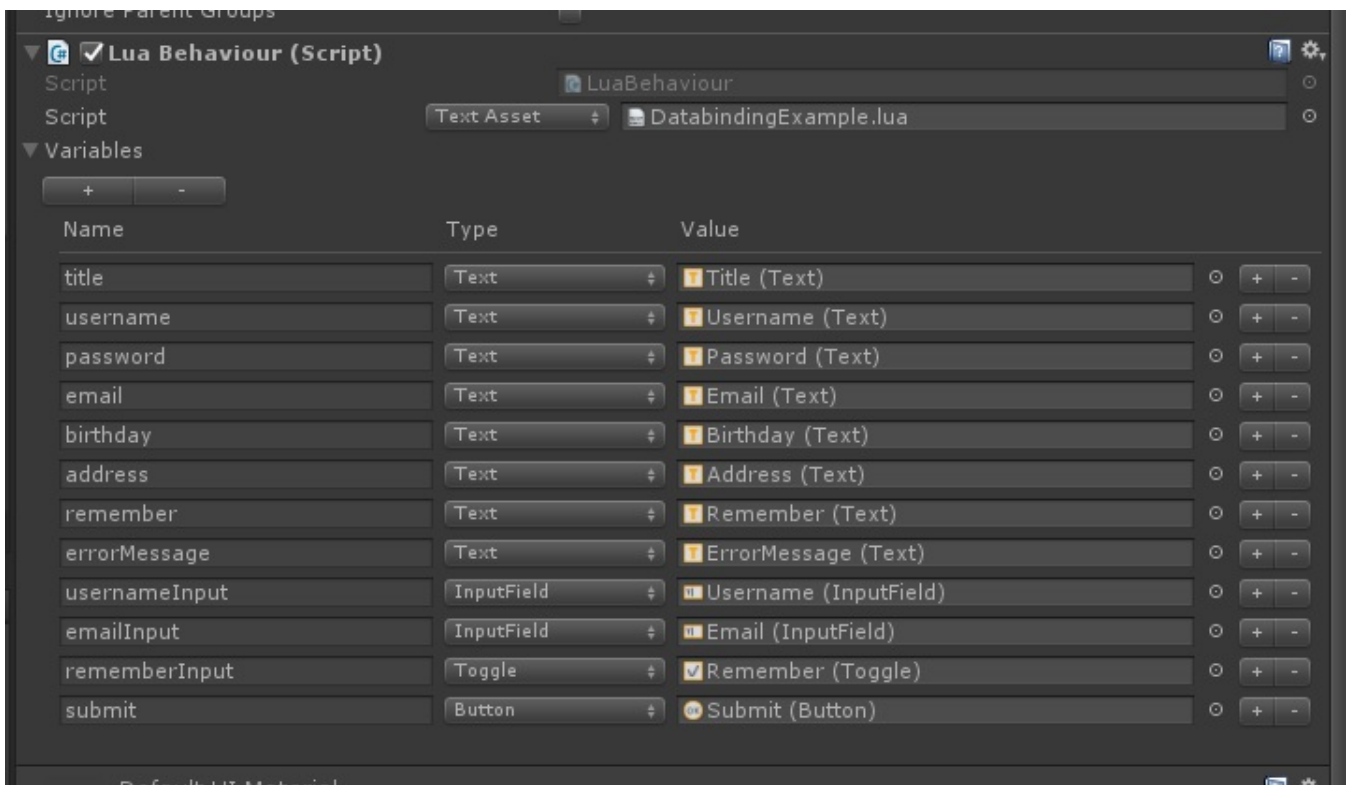 Ignore Parent Groups
Lua Behaviour (Script)
Script LuaBehaviour
Script Text Asset DatabindingExample.lua
Variables
+ -
Name Type Value
title Text Title (Text) + -
username Text Username (Text) + -
password Text Password (Text) + -
email Text Email (Text) + -
birthday Text Birthday (Text) + -
address Text Address (Text) + -
remember Text Remember (Text) + -
errorMessage Text ErrorMessage (Text) + -
usernameInput InputField Username (InputField) + -
emailInput InputField Email (InputField) + -
rememberInput Toggle Remember (Toggle) + -
submit Button Submit (Button) + -
Default UI Material